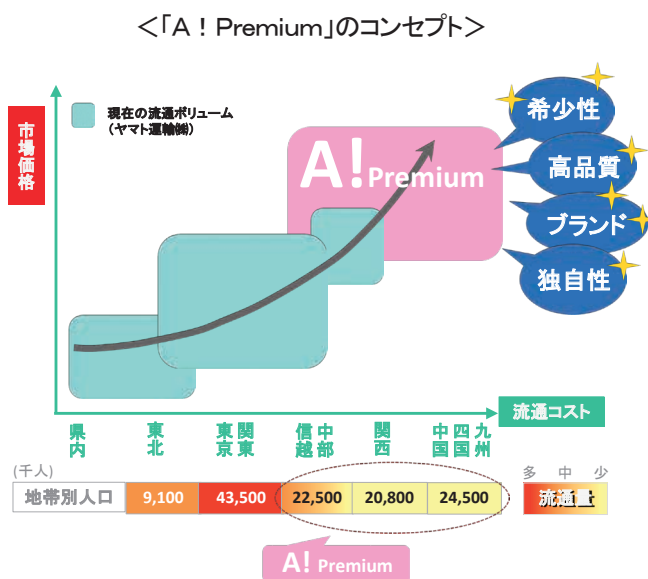 ＜「A！Premium」のコンセプト＞
市場価格
現在の流通ボリューム
（ヤマト運輸㈱）
A! Premium
希少性
高品質
ブランド
独自性
流通コスト
県内
東北
関東
東京
中部
信越
関西
九州
四国
中国
(千人)
地帯別人口
9,100
43,500
22,500
20,800
24,500
多 中 少
流通量
A! Premium